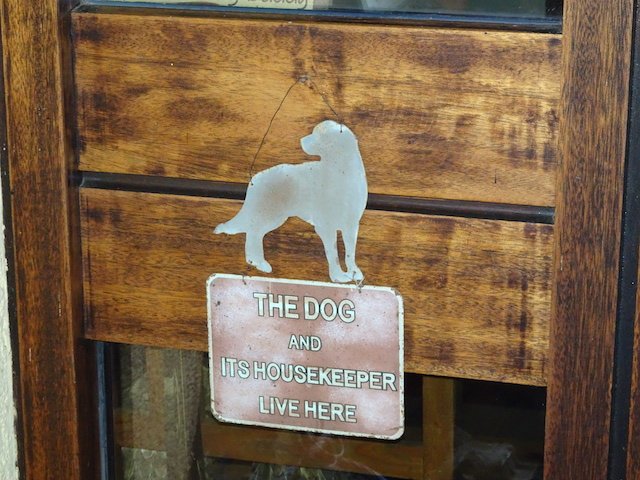 THE DOG
AND
ITS HOUSEKEEPER
LIVE HERE